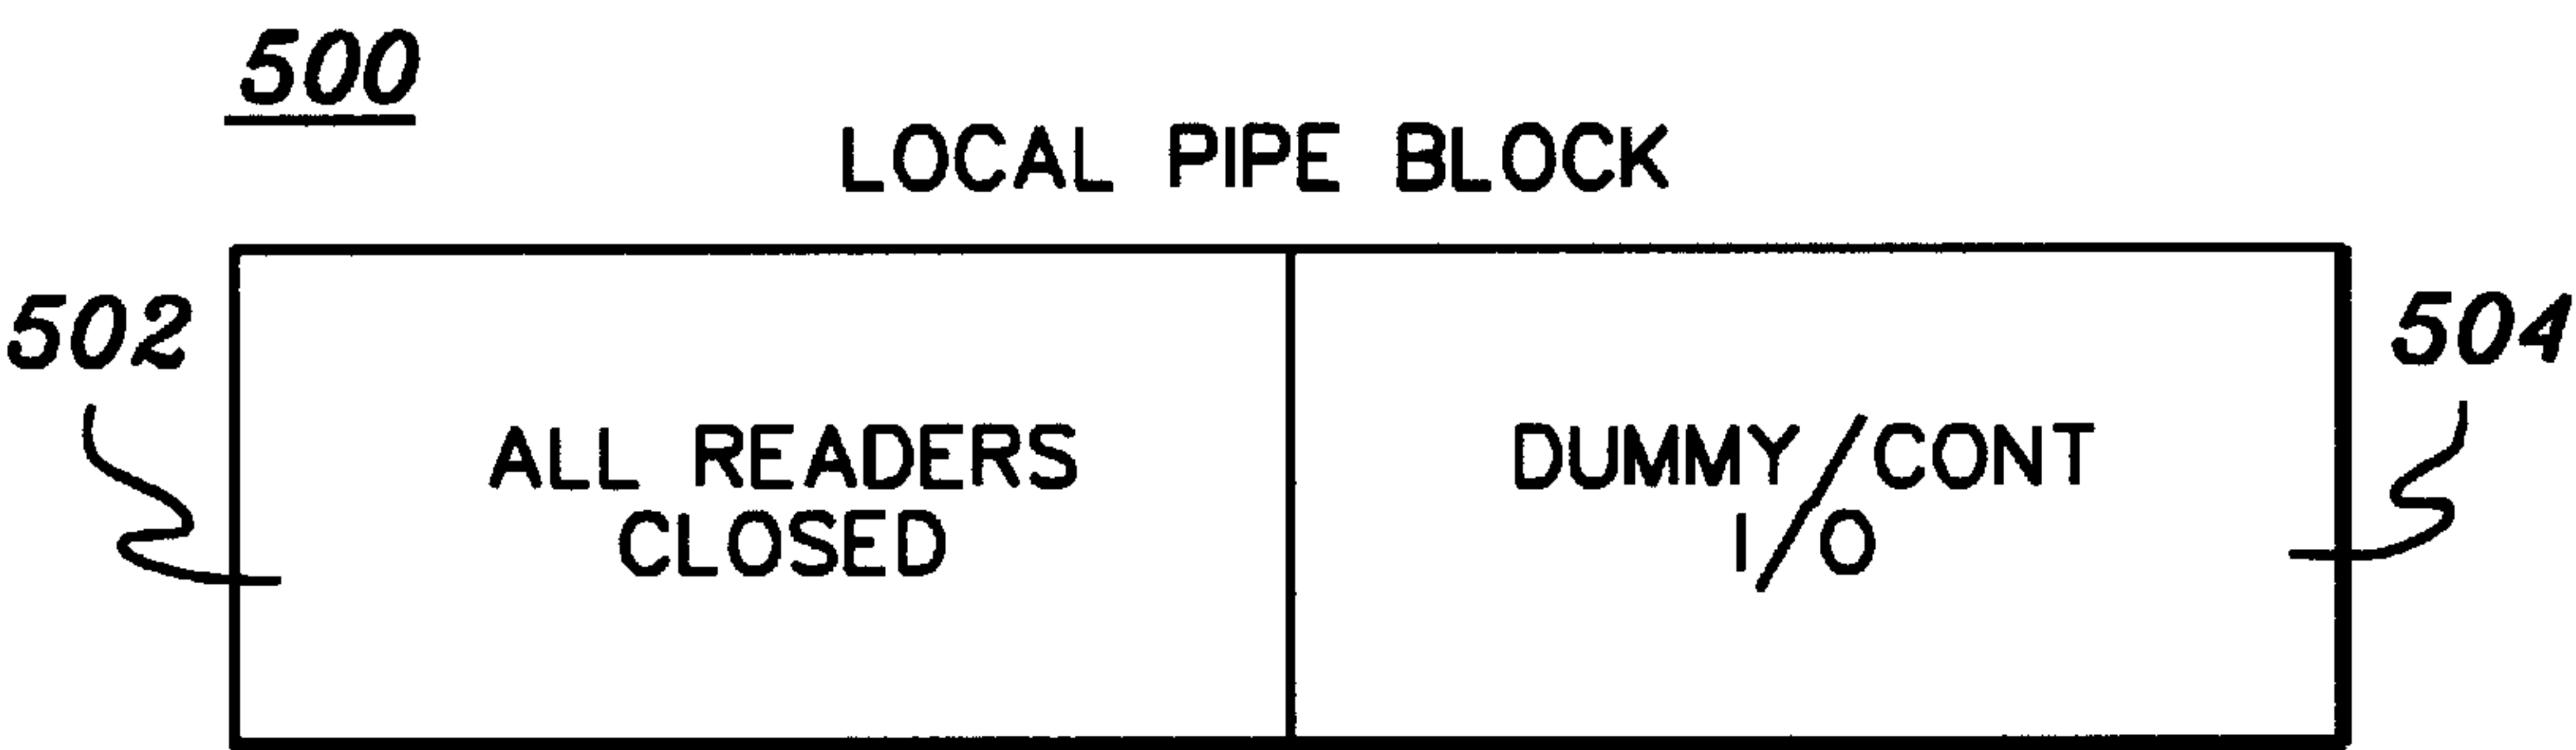 500
LOCAL PIPE BLOCK
502
504
ALL READERS
CLOSED
DUMMY/CONT
I/O